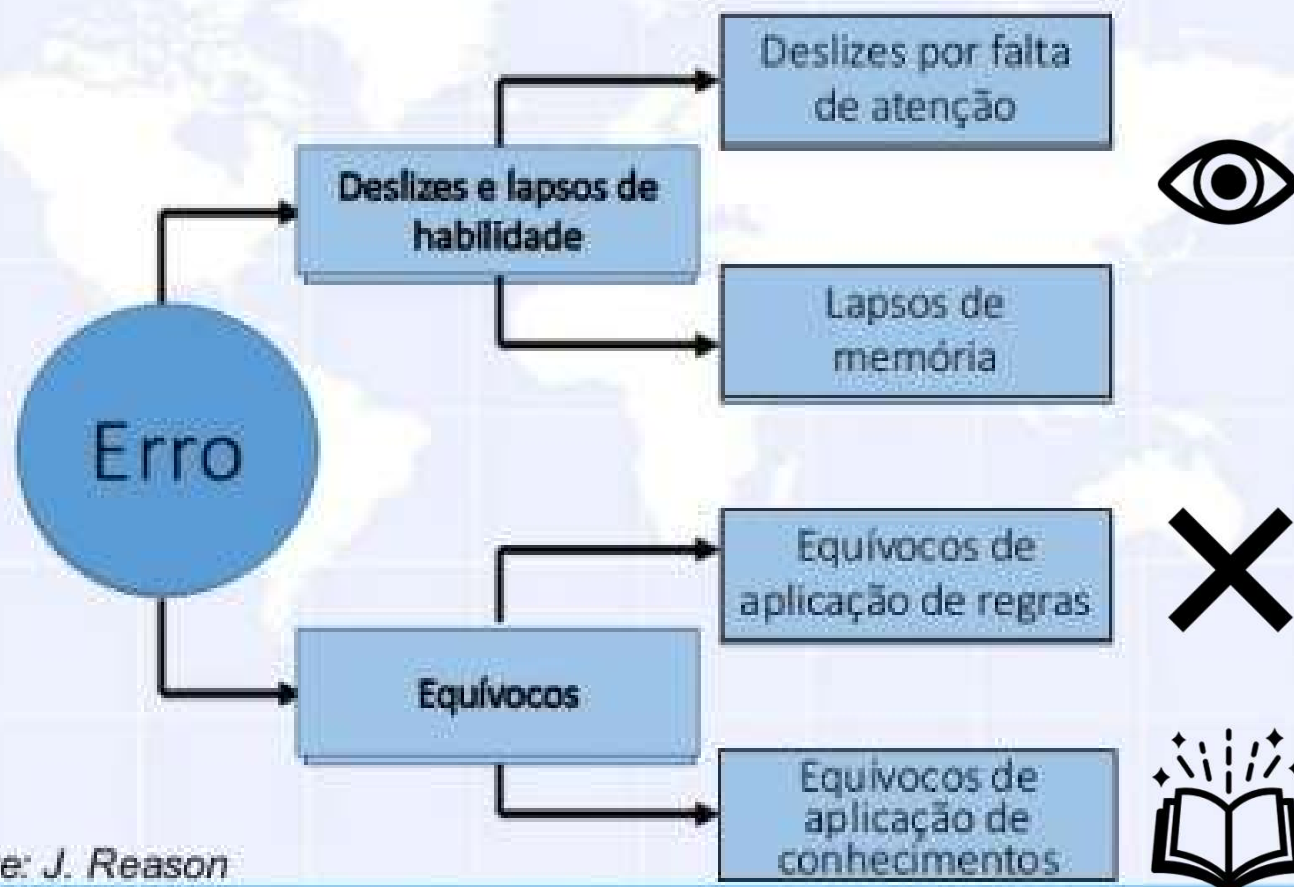 Deslizes por falta
de atenção
Deslizes e lapsos de
habilidade
Lapsos de
memória
Erro
Equívocos de
aplicação de regras
Equívocos
Equívocos de
aplicação de
conhecimentos
e: J. Reason